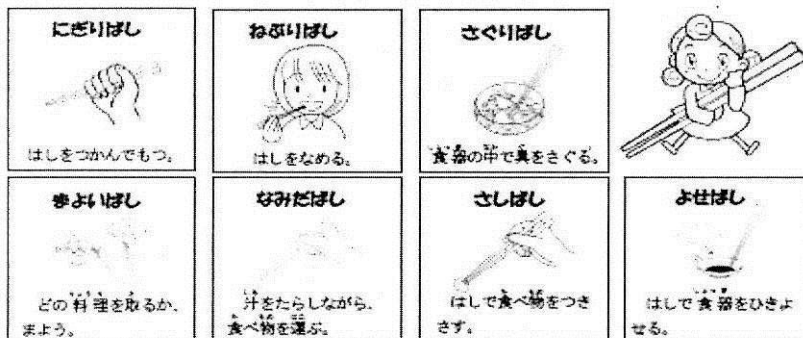 にぎりばし
はしをつかんでもつ。
ねぶりばし
はしをなめる。
さぐりばし
食器の中で具をさぐる。
まよいばし
どの料理を取るか、
まよう。
なみだばし
汁をたらしながら、
食べ物を運ぶ。
さしばし
はしで食べ物をつき
さす。
よせばし
はしで食器をひきよ
せる。